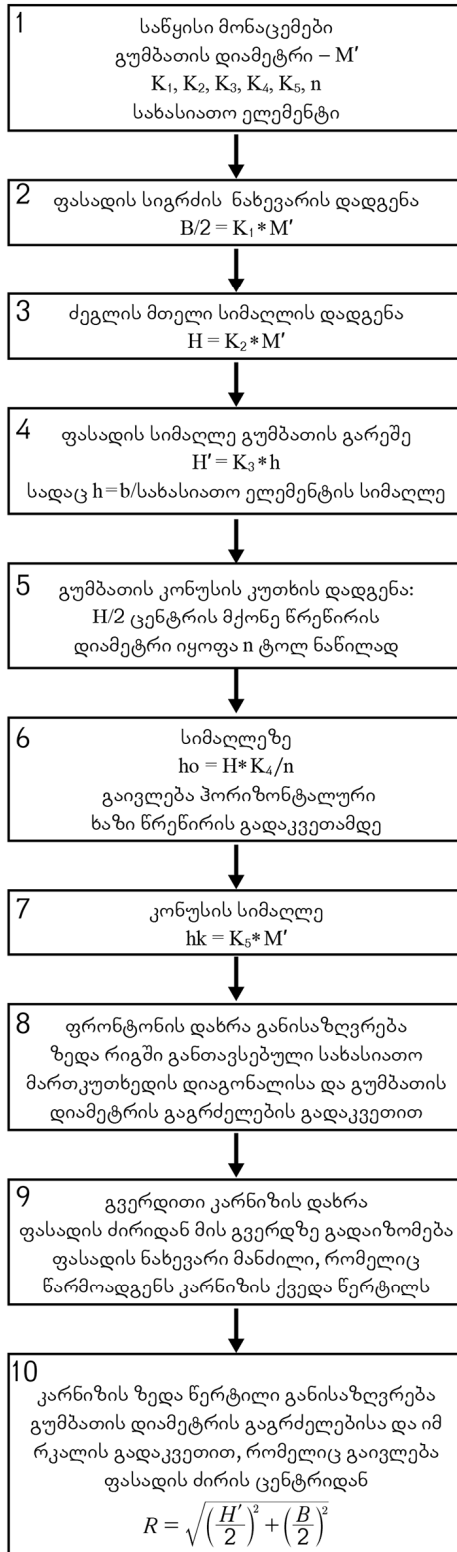 1
საწყისი მონაცემები
გუმბათის დიამეტრი – M′
K₁, K₂, K₃, K₄, K₅, n
სახასიათო ელემენტი
2
ფასადის სიგრძის ნახევარის დადგენა
B/2 = K₁* M′
3
ძეგლის მთელი სიმაღლის დადგენა
H = K₂* M′
4
ფასადის სიმაღლე გუმბათის გარეშე
H′ = K₃* h
სადაც h=b/სახასიათო ელემენტის სიმაღლე
5
გუმბათის კონუსის კუთხის დადგენა:
H/2 ცენტრის მქონე წრეწირის
დიამეტრი იყოფა n ტოლ ნაწილად
6
სიმაღლეზე
ho = H* K₄/n
გაივლება ჰორიზონტალური
ხაზი წრეწირის გადაკვეთამდე
7
კონუსის სიმაღლე
hk = K₅* M′
8
ფრონტონის დახრა განისაზღვრება
ზედა რიგში განთავსებული სახასიათო
მართკუთხედის დიაგონალისა და გუმბათის
დიამეტრის გაგრძელების გადაკვეთით
9
გვერდითი კარნიზის დახრა
ფასადის ძირიდან მის გვერდზე გადაიზომება
ფასადის ნახევარი მანძილი, რომელიც
წარმოადგენს კარნიზის ქვედა წერტილს
10
კარნიზის ზედა წერტილი განისაზღვრება
გუმბათის დიამეტრის გაგრძელებისა და იმ
რკალის გადაკვეთით, რომელიც გაივლება
ფასადის ძირის ცენტრიდან
R = √((H′/2)² + (B/2)²)